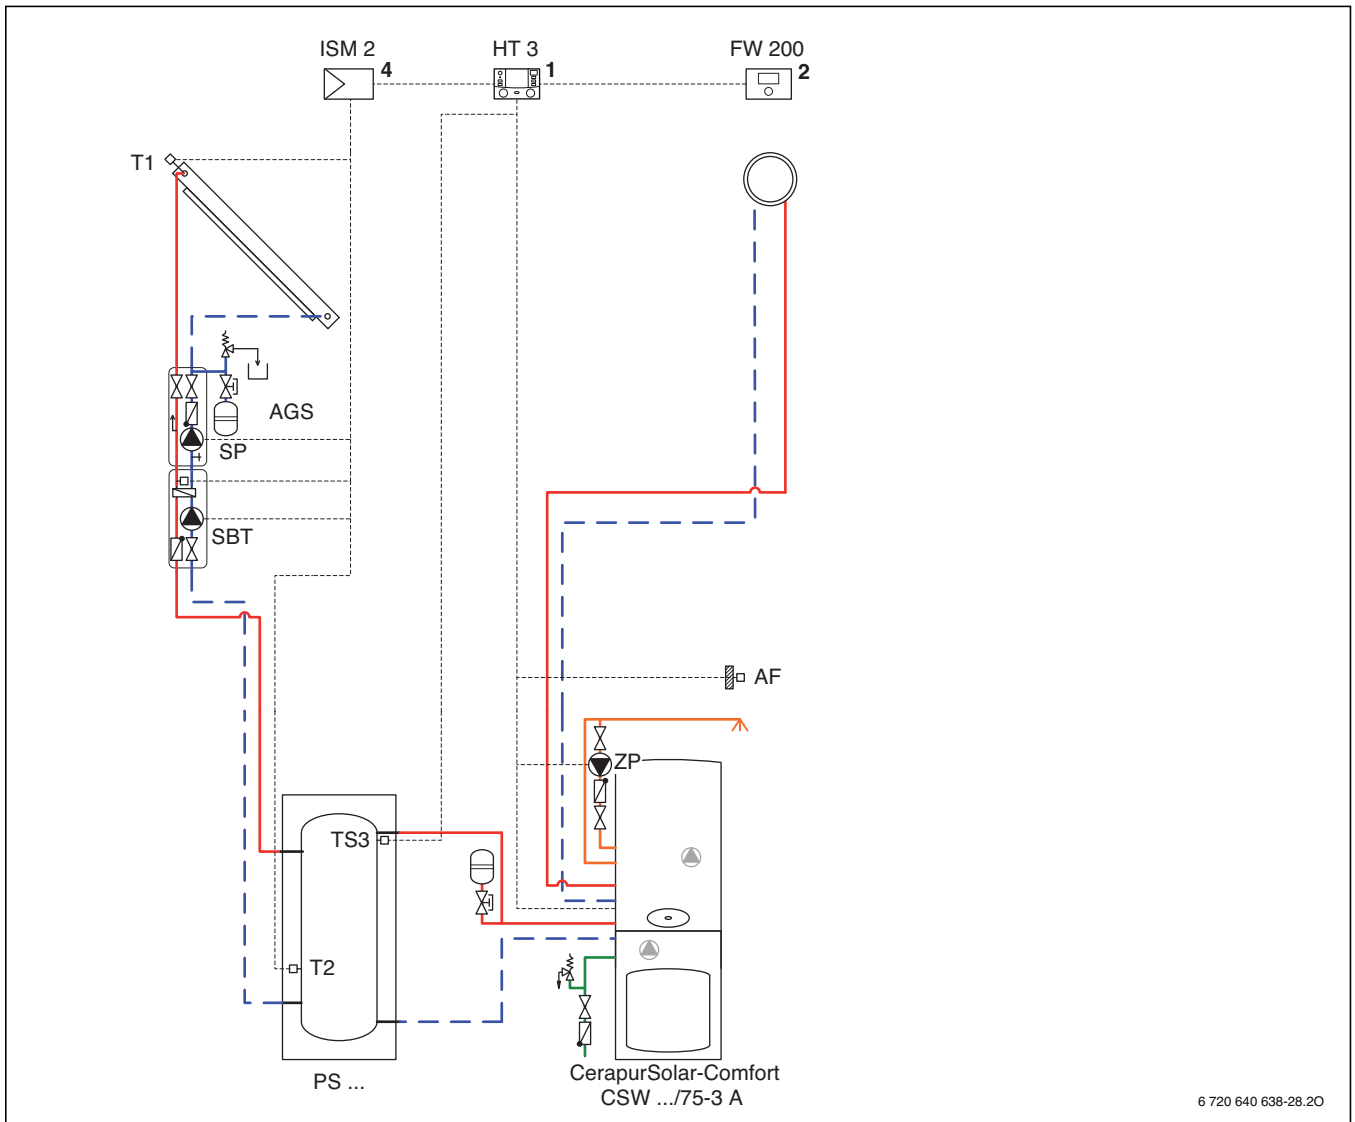 ISM 2
4
HT 3
1
FW 200
2
T1
AGS
SP
SBT
AF
ZP
TS3
T2
PS ...
CerapurSolar-Comfort
CSW .../75-3 A
6 720 640 638-28.2O